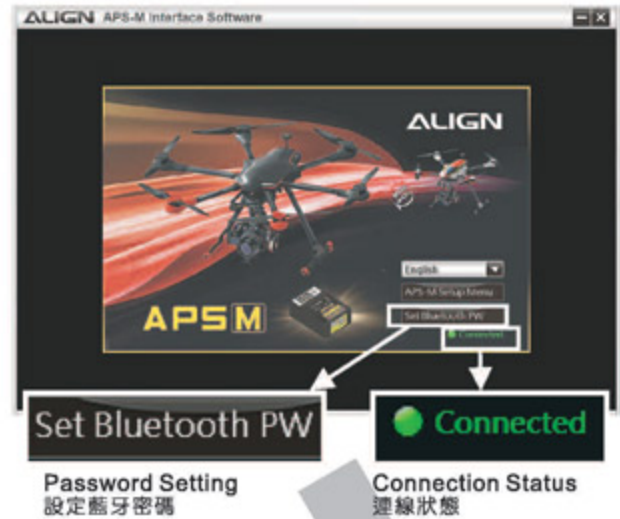 ALIGN APS-M Interface Software
ALIGN
English
APS-M Setup Menu
APSM
Set Bluetooth PW
Connected
Set Bluetooth PW
Connected
Password Setting
設定藍牙密碼
Connection Status
連線狀態